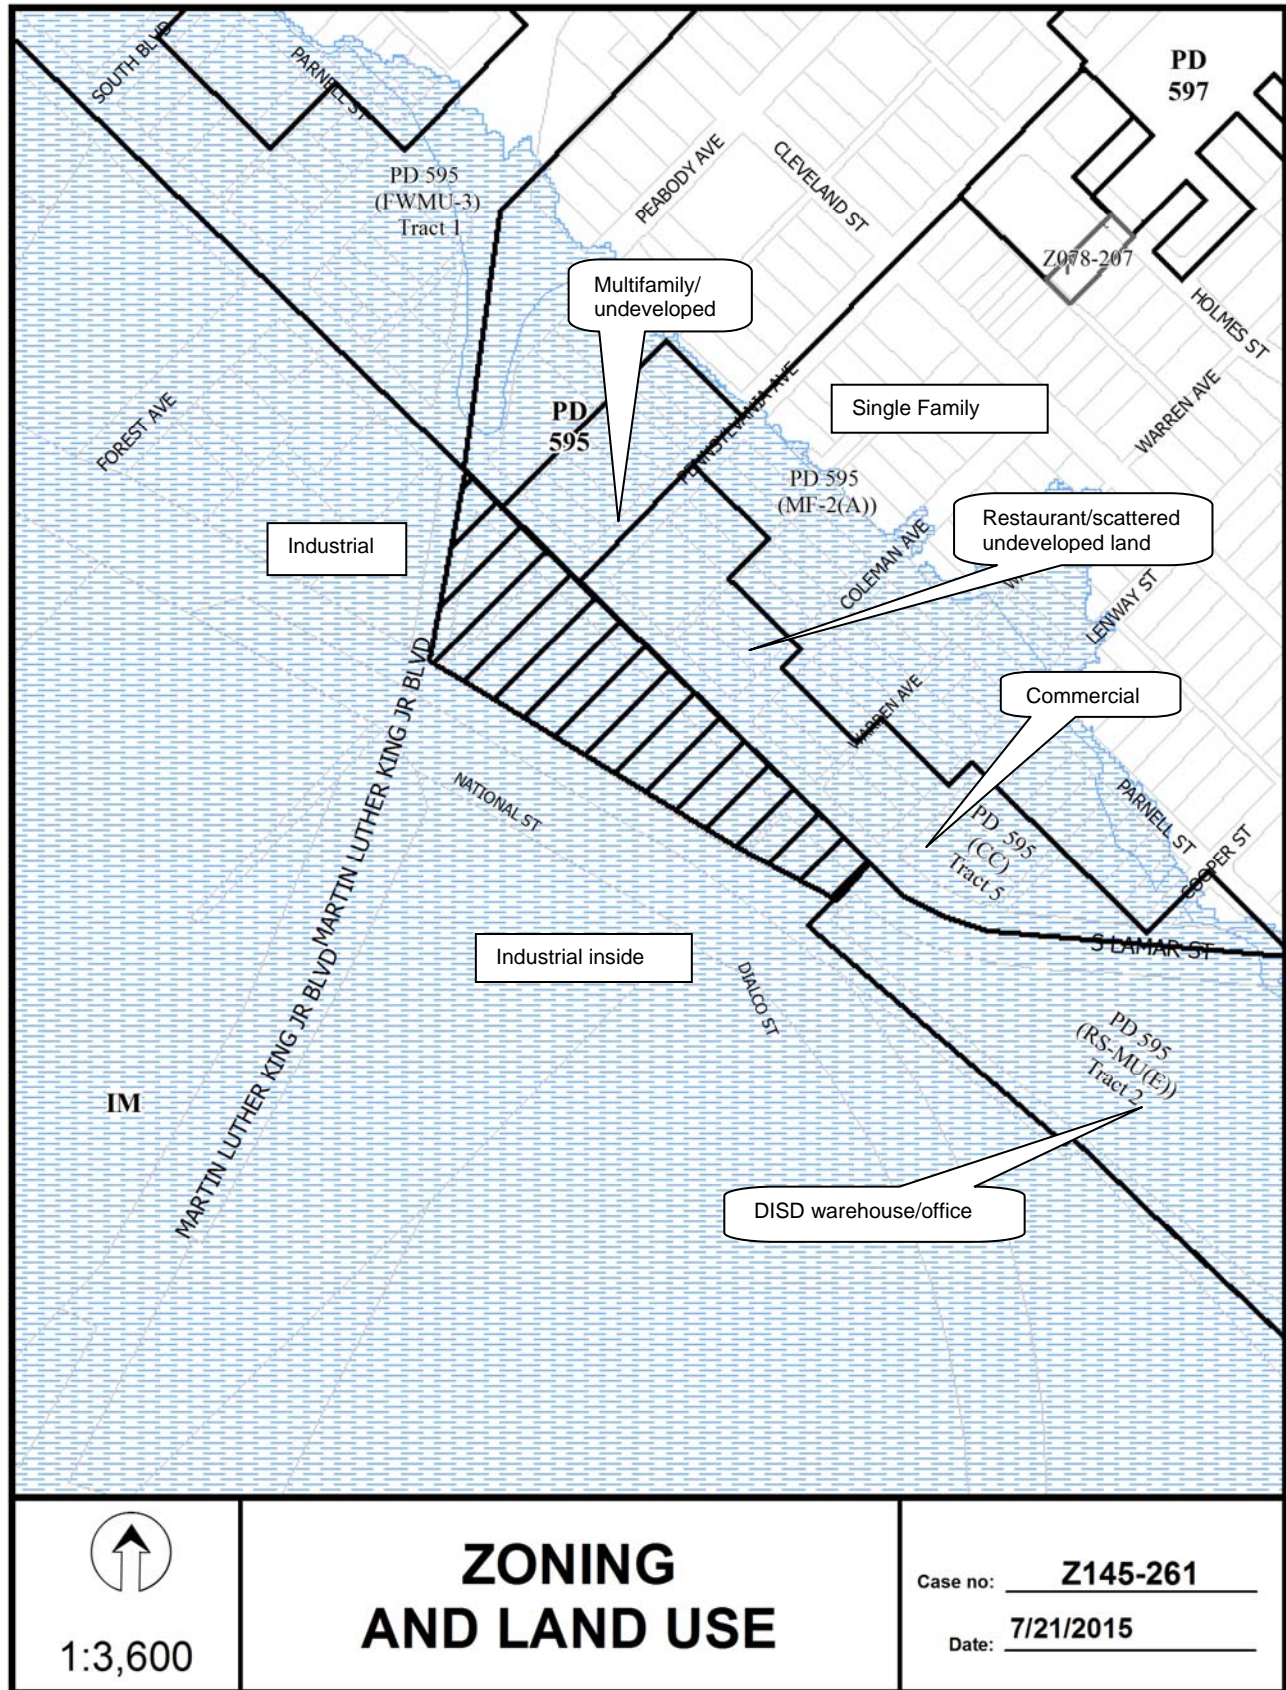 SOUTH BLVD
PARNELL ST
PD
597
PD 595
(FWMU-3)
Tract 1
PEABODY AVE
CLEVELAND ST
Z078-207
HOLMES ST
Multifamily/
undeveloped
PENNSYLVANIA AVE
Single Family
WARREN AVE
FOREST AVE
PD
595
PD 595
(MF-2(A))
Industrial
Restaurant/scattered
undeveloped land
COLEMAN AVE
LENWAY ST
MARTIN LUTHER KING JR BLVD
Commercial
WARREN AVE
NATIONAL ST
PARNELL ST
PD 595
(CC)
Tract 5
COOPER ST
Industrial inside
S LAMAR ST
DIALCO ST
MARTIN LUTHER KING JR BLVD
PD 595
(RS-MU(E))
Tract 2
IM
DISD warehouse/office
1:3,600
ZONING
AND LAND USE
Case no: Z145-261
Date: 7/21/2015